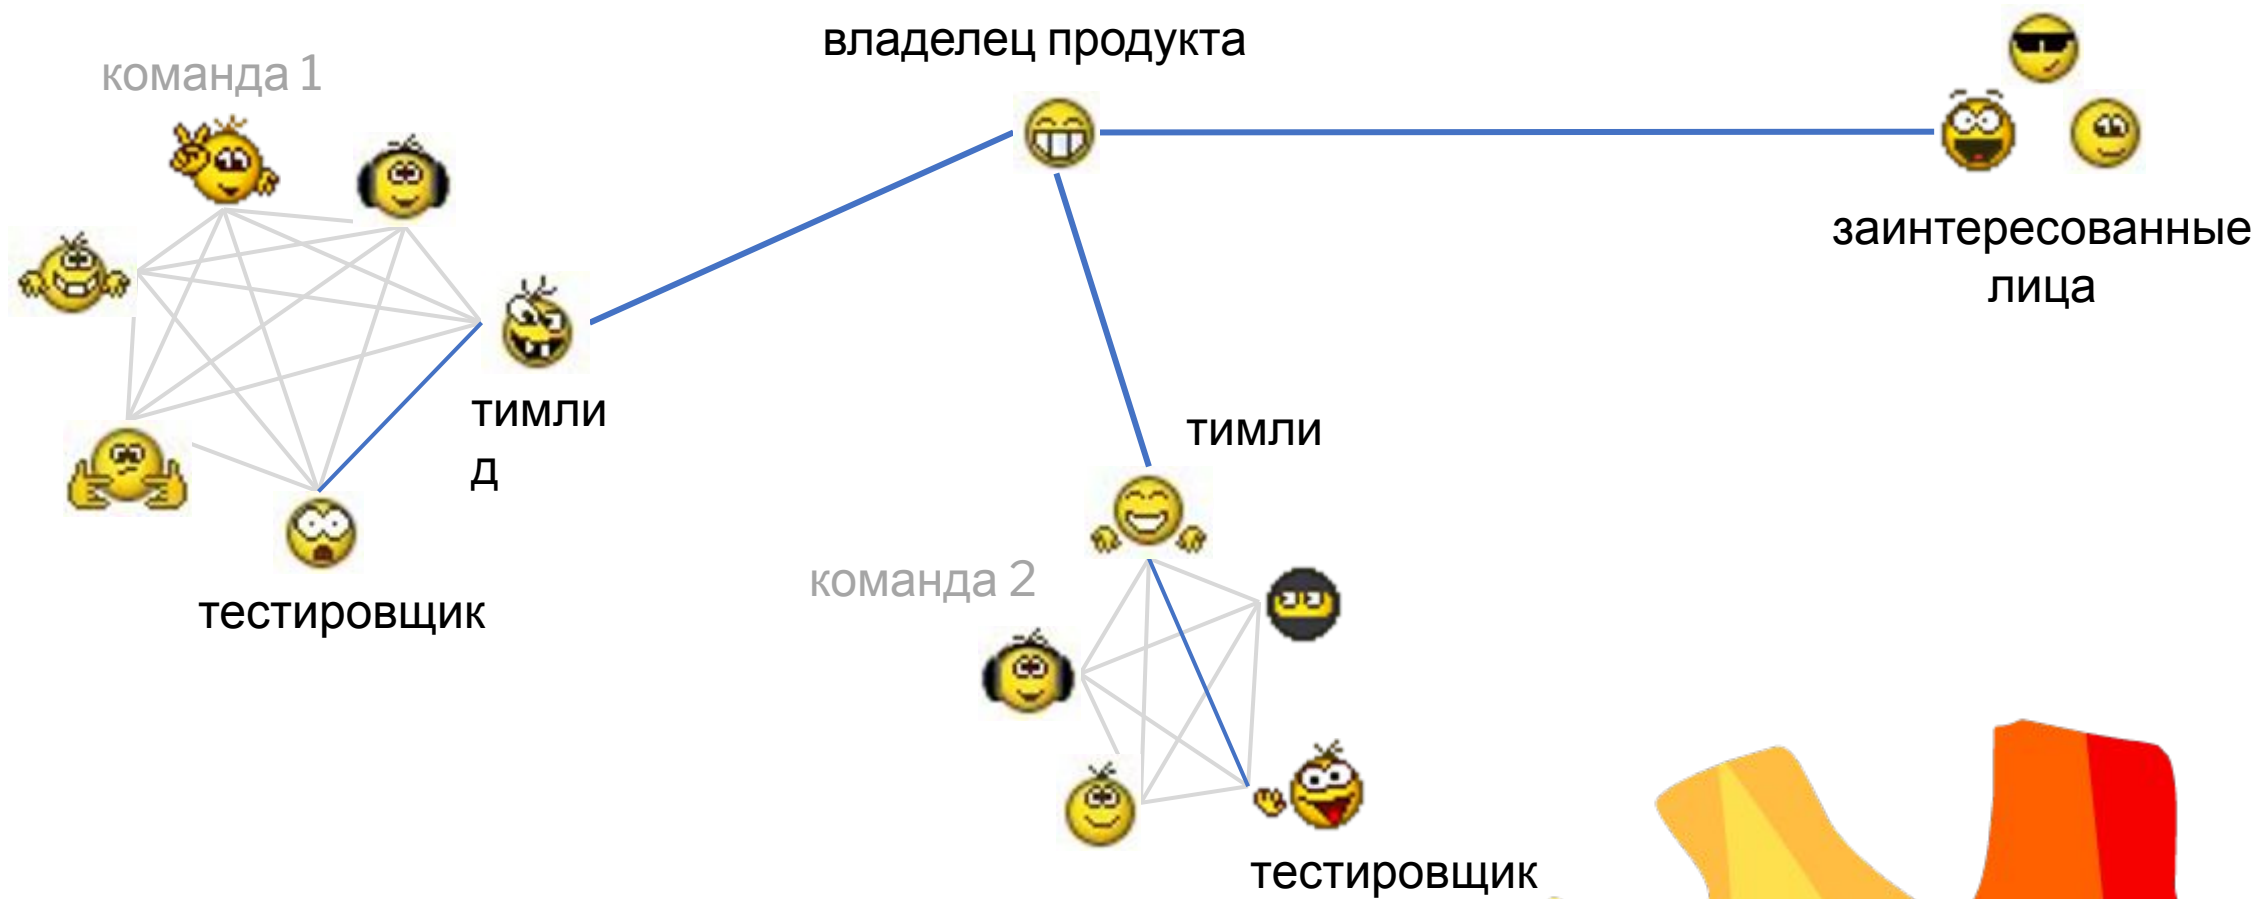 владелец продукта
команда 1
заинтересованные
лица
тимли
д
тимли
команда 2
тестировщик
тестировщик